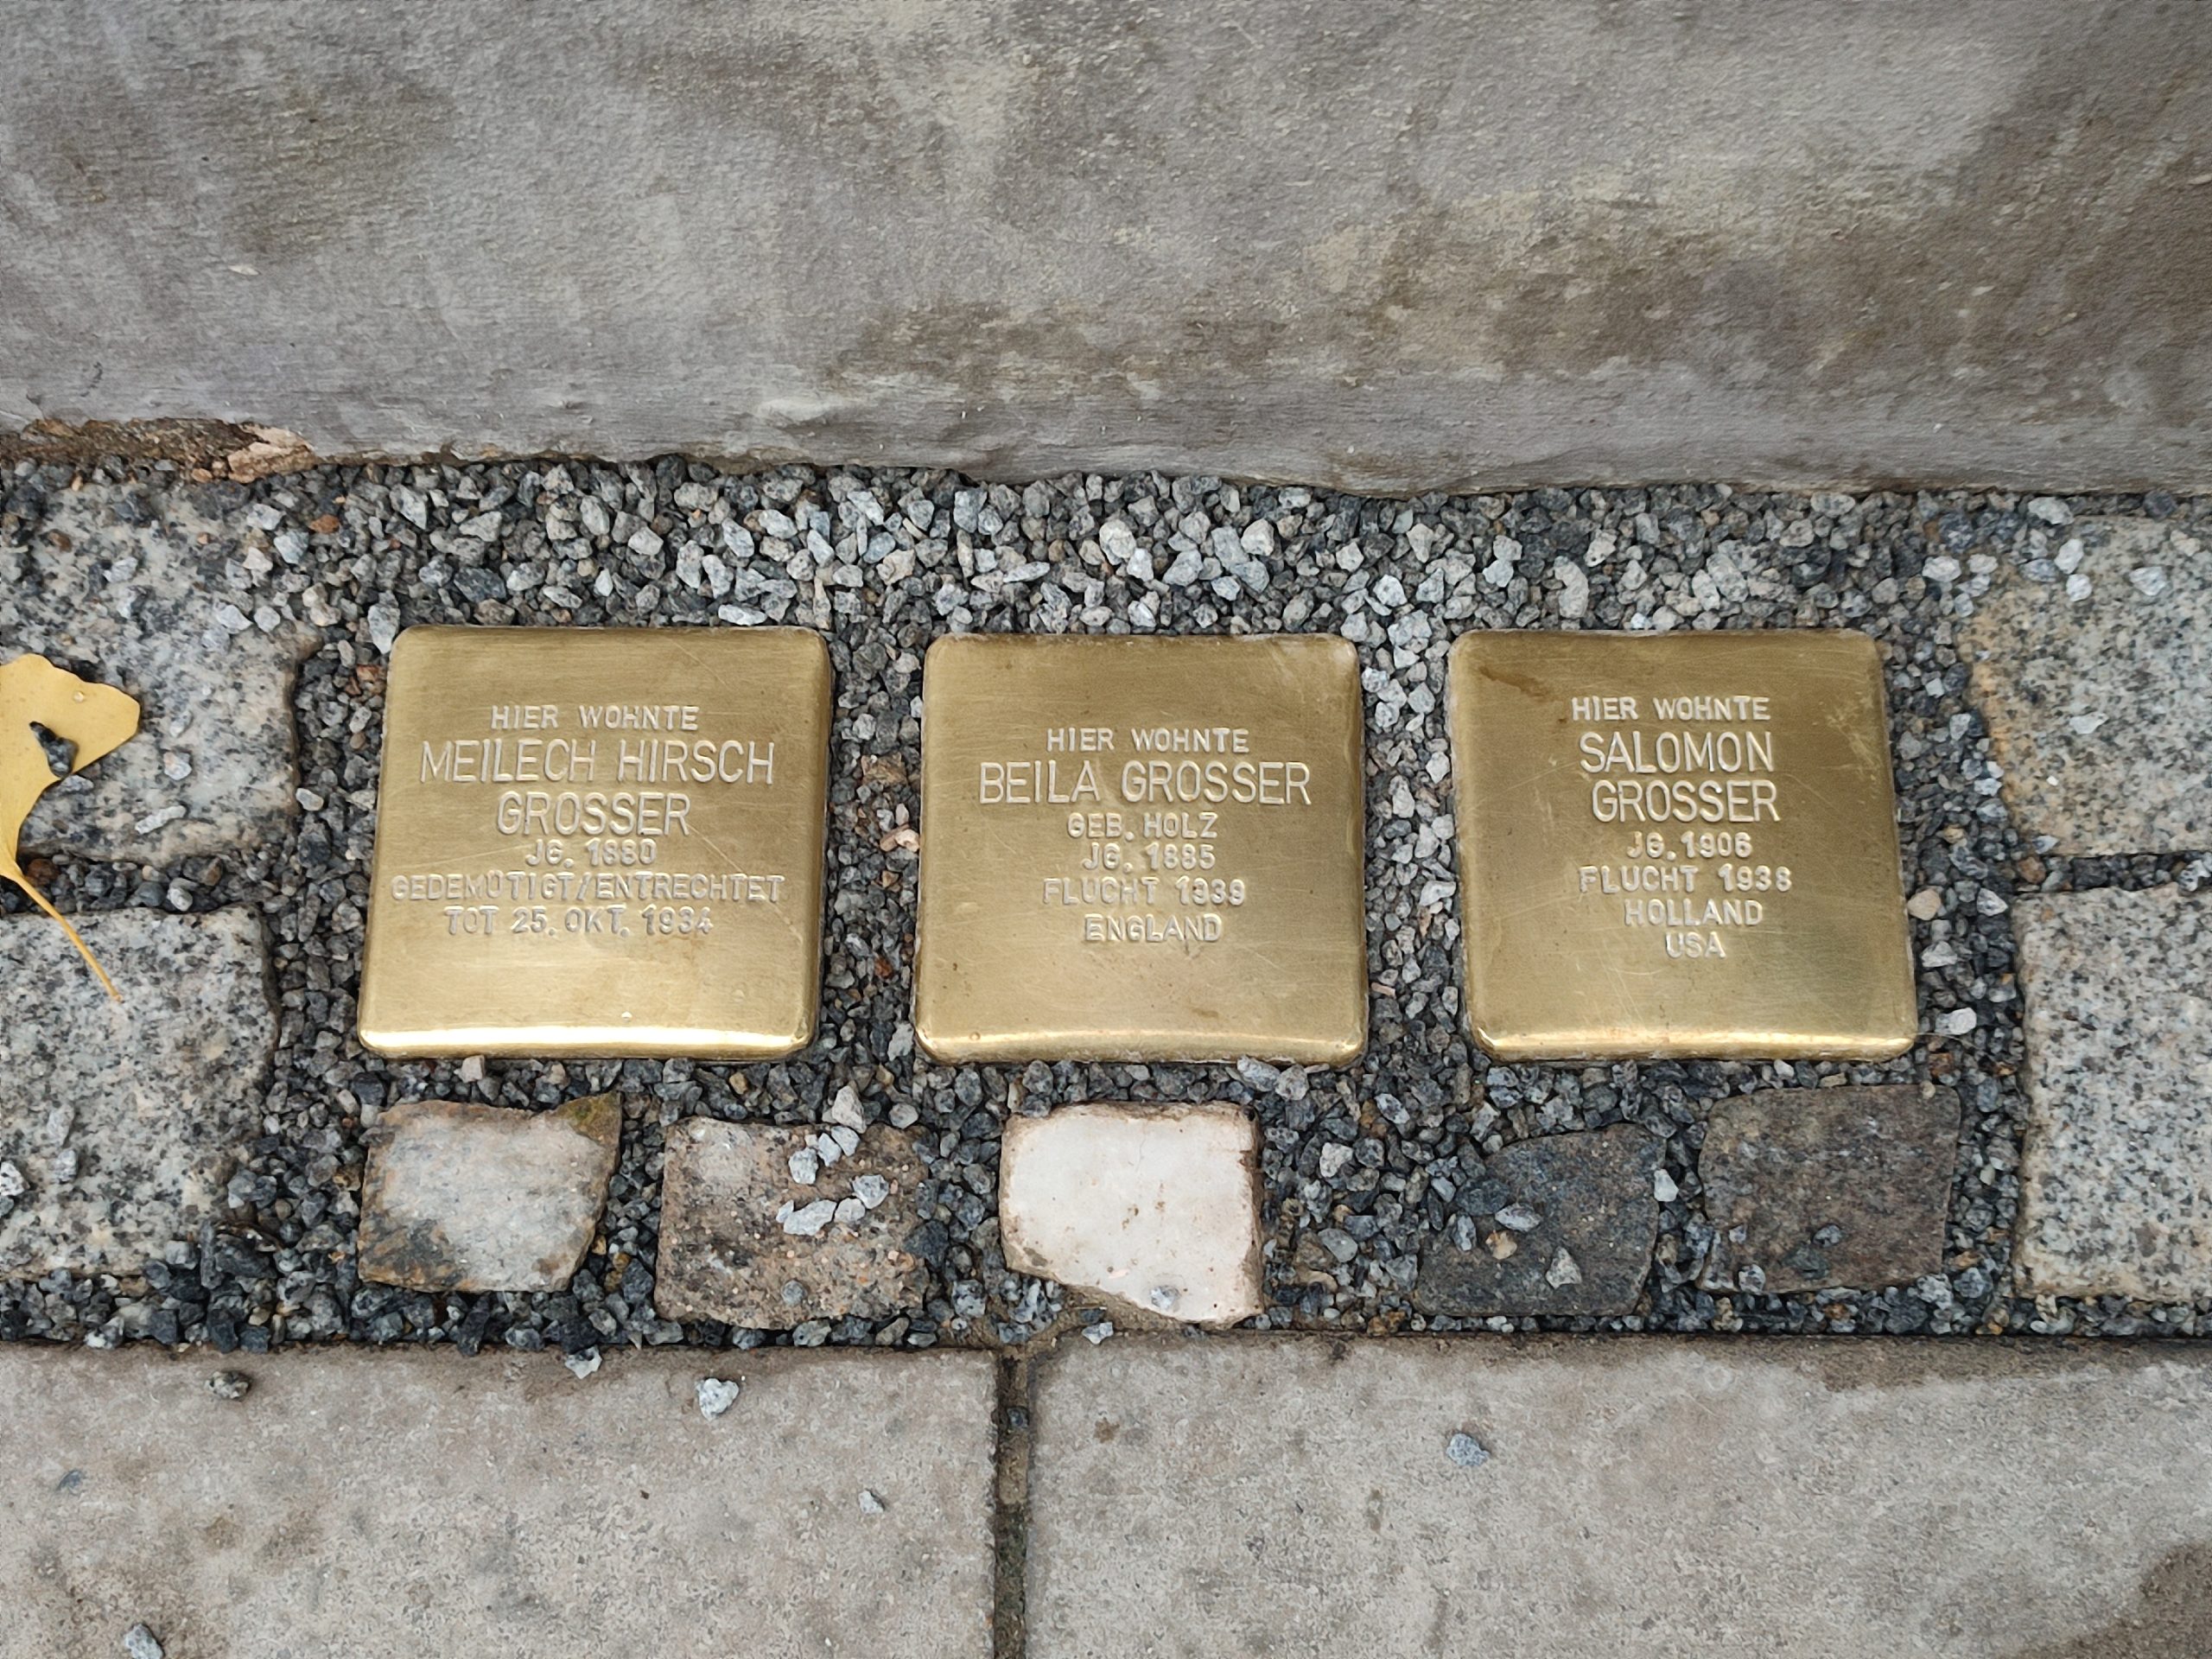 HIER WOHNTE
MEILECH HIRSCH
GROSSER
JG. 1880
GEDEMÜTIGT/ENTRECHTET
TOT 25. OKT. 1934
HIER WOHNTE
BEILA GROSSER
GEB. HOLZ
JG. 1885
FLUCHT 1939
ENGLAND
HIER WOHNTE
SALOMON
GROSSER
JG. 1906
FLUCHT 1938
HOLLAND
USA